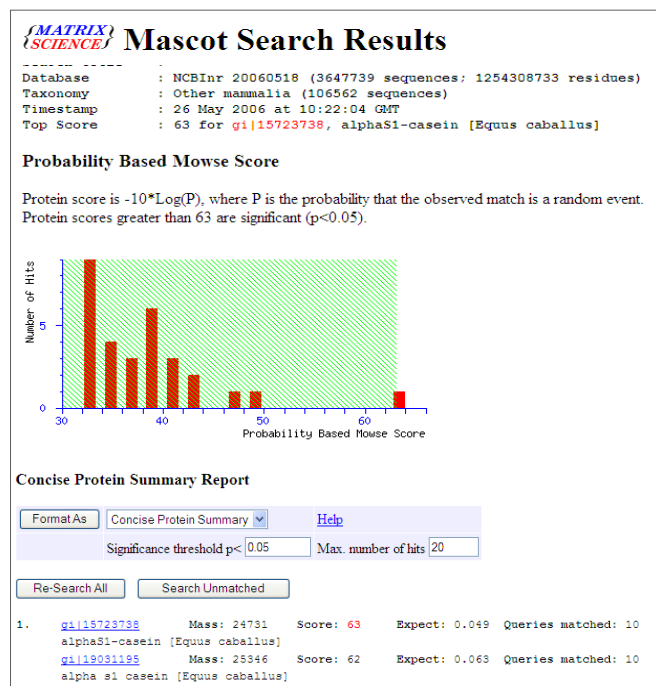 {MATRIX
SCIENCE} Mascot Search Results
Database : NCBInr 20060518 (3647739 sequences; 1254308733 residues)
Taxonomy : Other mammalia (106562 sequences)
Timestamp : 26 May 2006 at 10:22:04 GMT
Top Score : 63 for gi|15723738, alphaS1-casein [Equus caballus]
Probability Based Mowse Score
Protein score is -10*Log(P), where P is the probability that the observed match is a random event.
Protein scores greater than 63 are significant (p<0.05).
Number of Hits
5
0
30 40 50 60
Probability Based Mowse Score
Concise Protein Summary Report
Format As Concise Protein Summary Help
Significance threshold p< 0.05 Max. number of hits 20
Re-Search All Search Unmatched
1. gi|15723738 Mass: 24731 Score: 63 Expect: 0.049 Queries matched: 10
alphaS1-casein [Equus caballus]
gi|19031195 Mass: 25346 Score: 62 Expect: 0.063 Queries matched: 10
alpha s1 casein [Equus caballus]